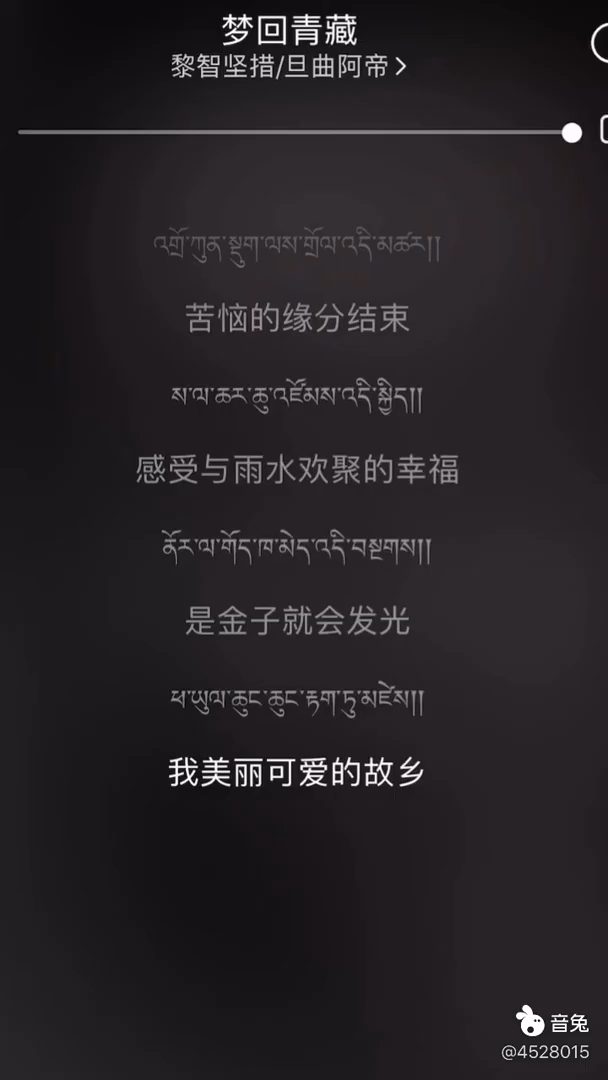 梦回青藏
黎智坚措/旦曲阿帝
འགྲོ་ཀུན་སྡུག་ལས་གྲོལ་འདི་མཚར།།
苦恼的缘分结束
ས་ལ་ཆར་ཆུ་འཛོམས་འདི་སྐྱིད།།
感受与雨水欢聚的幸福
ནོར་ལ་གོད་ཁ་མེད་འདི་བསྔགས།།
是金子就会发光
ཕ་ཡུལ་ཆུང་ཆུང་རྟག་ཏུ་མཛེས།།
我美丽可爱的故乡
音兔
@4528015